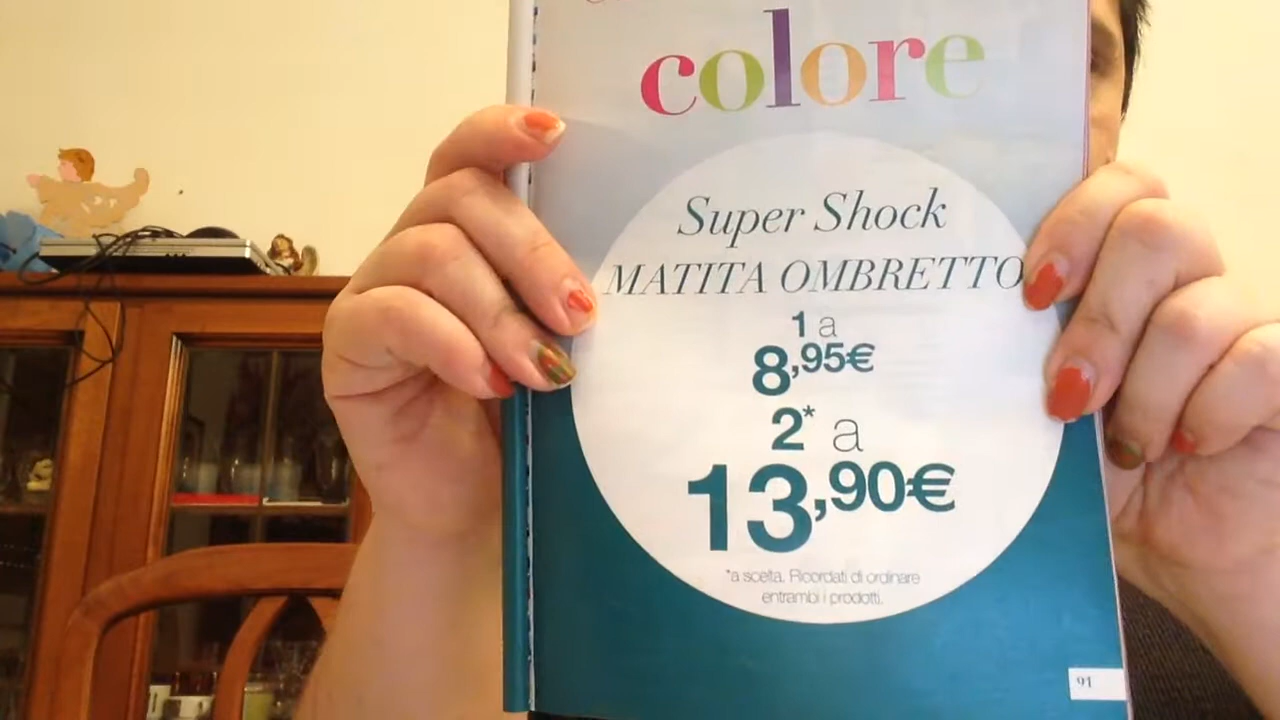 colore
Super Shock
MATITA OMBRETTO
1 a
8,95€
2* a
13,90€
*a scelta. Ricordati di ordinare
entrambi i prodotti.
91